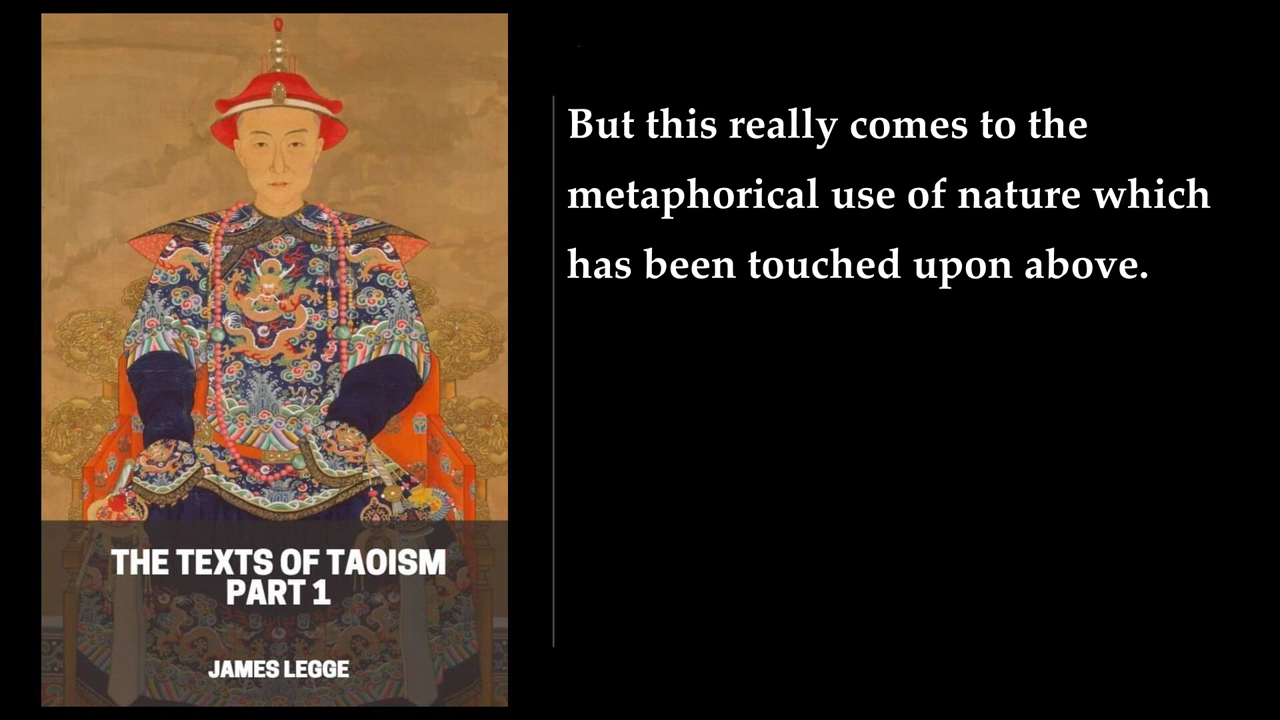 But this really comes to the
metaphorical use of nature which
has been touched upon above.
THE TEXTS OF TAOISM
PART 1
JAMES LEGGE